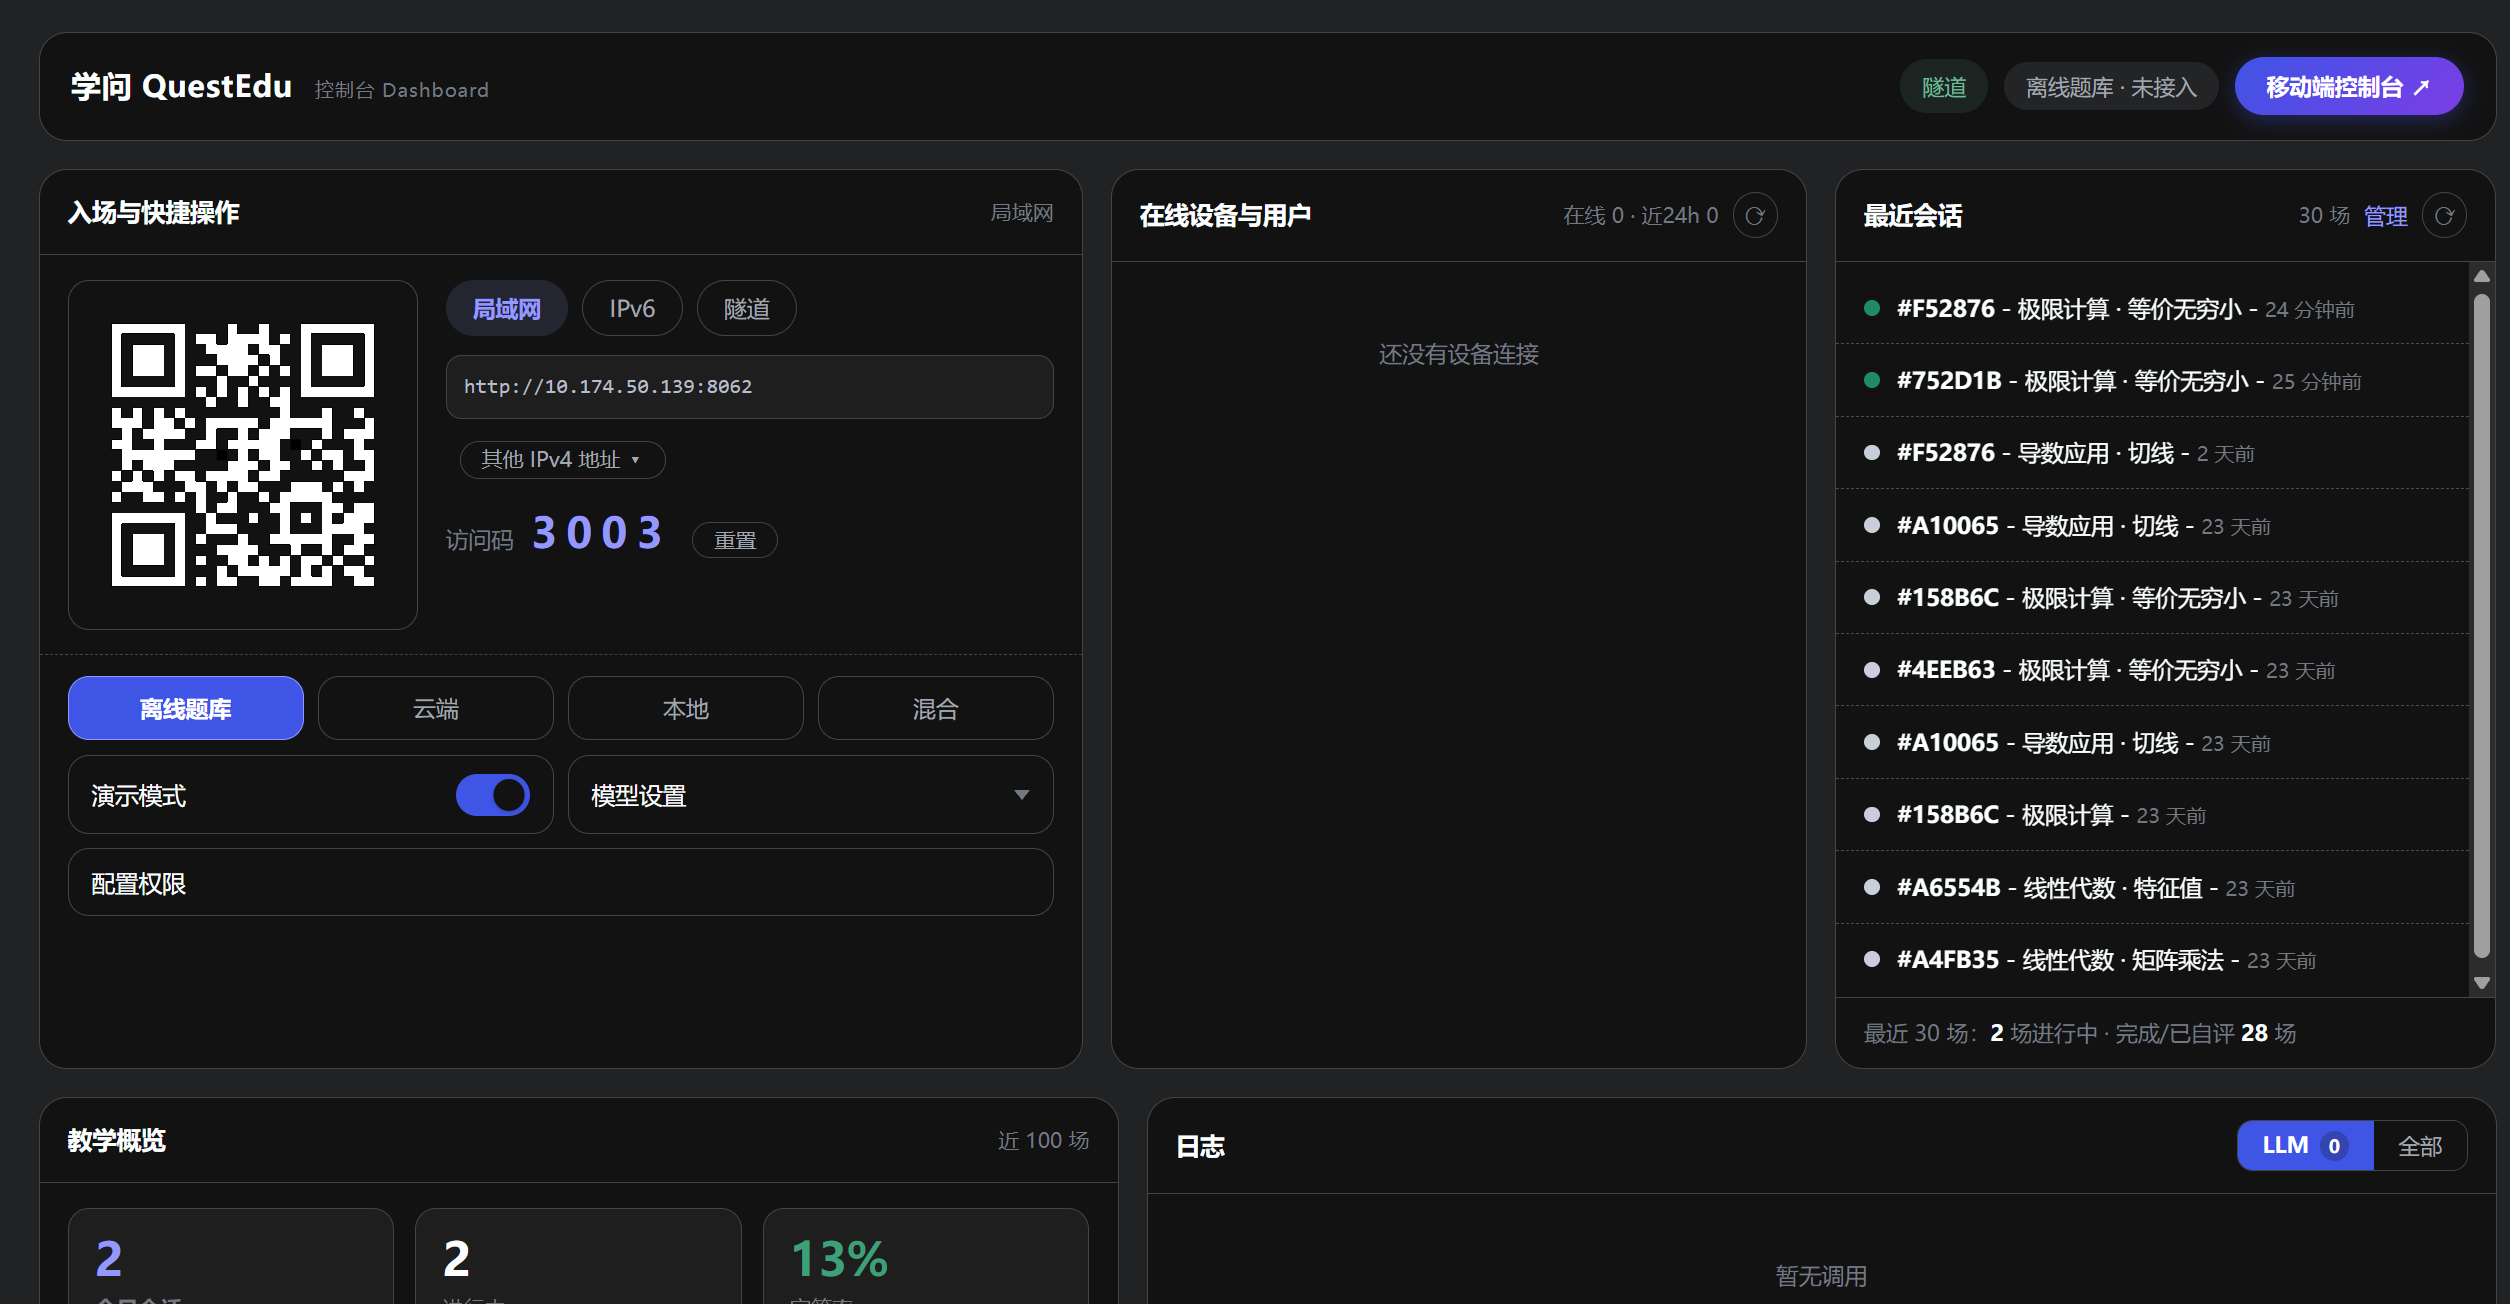 学问 QuestEdu 控制台 Dashboard
隧道
离线题库 · 未接入
移动端控制台 ↗
入场与快捷操作
局域网
局域网
IPv6
隧道
http://10.174.50.139:8062
其他 IPv4 地址 ▾
访问码 3003 重置
离线题库
云端
本地
混合
演示模式
模型设置
配置权限
在线设备与用户
在线 0 · 近24h 0
还没有设备连接
最近会话
30 场 管理
#F52876 - 极限计算 · 等价无穷小 - 24 分钟前
#752D1B - 极限计算 · 等价无穷小 - 25 分钟前
#F52876 - 导数应用 · 切线 - 2 天前
#A10065 - 导数应用 · 切线 - 23 天前
#158B6C - 极限计算 · 等价无穷小 - 23 天前
#4EEB63 - 极限计算 · 等价无穷小 - 23 天前
#A10065 - 导数应用 · 切线 - 23 天前
#158B6C - 极限计算 - 23 天前
#A6554B - 线性代数 · 特征值 - 23 天前
#A4FB35 - 线性代数 · 矩阵乘法 - 23 天前
最近 30 场：2 场进行中 · 完成/已自评 28 场
教学概览
近 100 场
2
2
13%
日志
LLM 0
全部
暂无调用